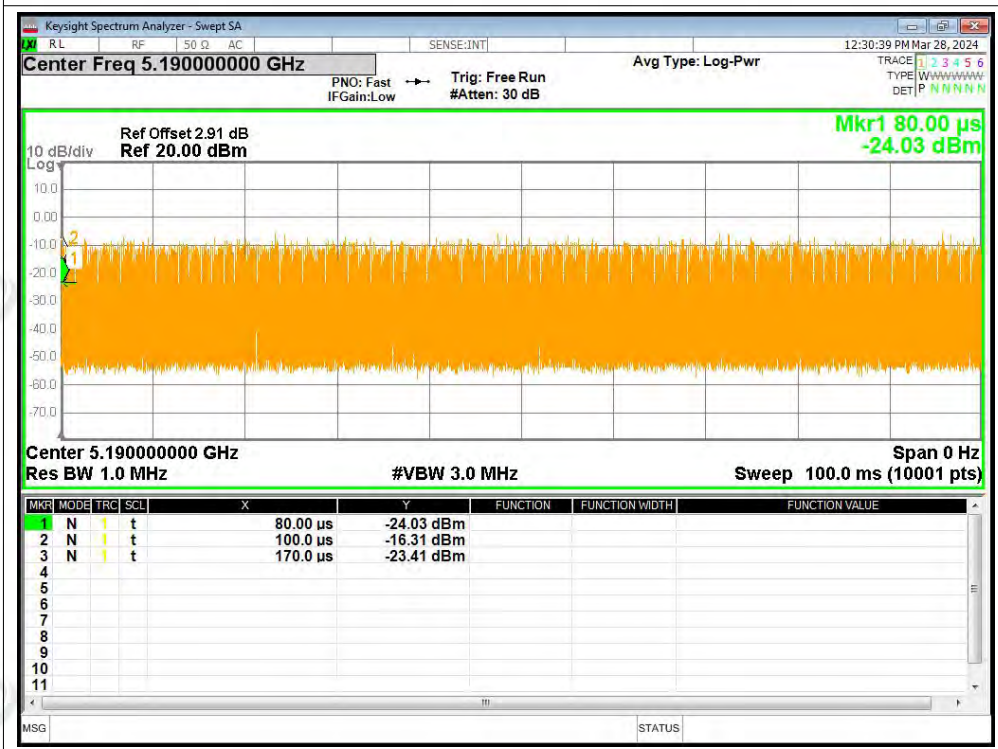 Keysight Spectrum Analyzer - Swept SA
LXI RL RF 50 Ω AC SENSE:INT 12:30:39 PM Mar 28, 2024
Center Freq 5.190000000 GHz Avg Type: Log-Pwr TRACE 1 2 3 4 5 6
PNO: Fast Trig: Free Run TYPE WWWWWW
IFGain:Low #Atten: 30 dB DET P N N N N N
Mkr1 80.00 µs
Ref Offset 2.91 dB
10 dB/div Ref 20.00 dBm -24.03 dBm
Log
10.0
0.00
-10.0 2
1
-20.0
-30.0
-40.0
-50.0
-60.0
-70.0
Center 5.190000000 GHz Span 0 Hz
Res BW 1.0 MHz #VBW 3.0 MHz Sweep 100.0 ms (10001 pts)
MKR MODE TRC SCL X Y FUNCTION FUNCTION WIDTH FUNCTION VALUE
1 N 1 t 80.00 µs -24.03 dBm
2 N 1 t 100.0 µs -16.31 dBm
3 N 1 t 170.0 µs -23.41 dBm
4
5
6
7
8
9
10
11
MSG STATUS